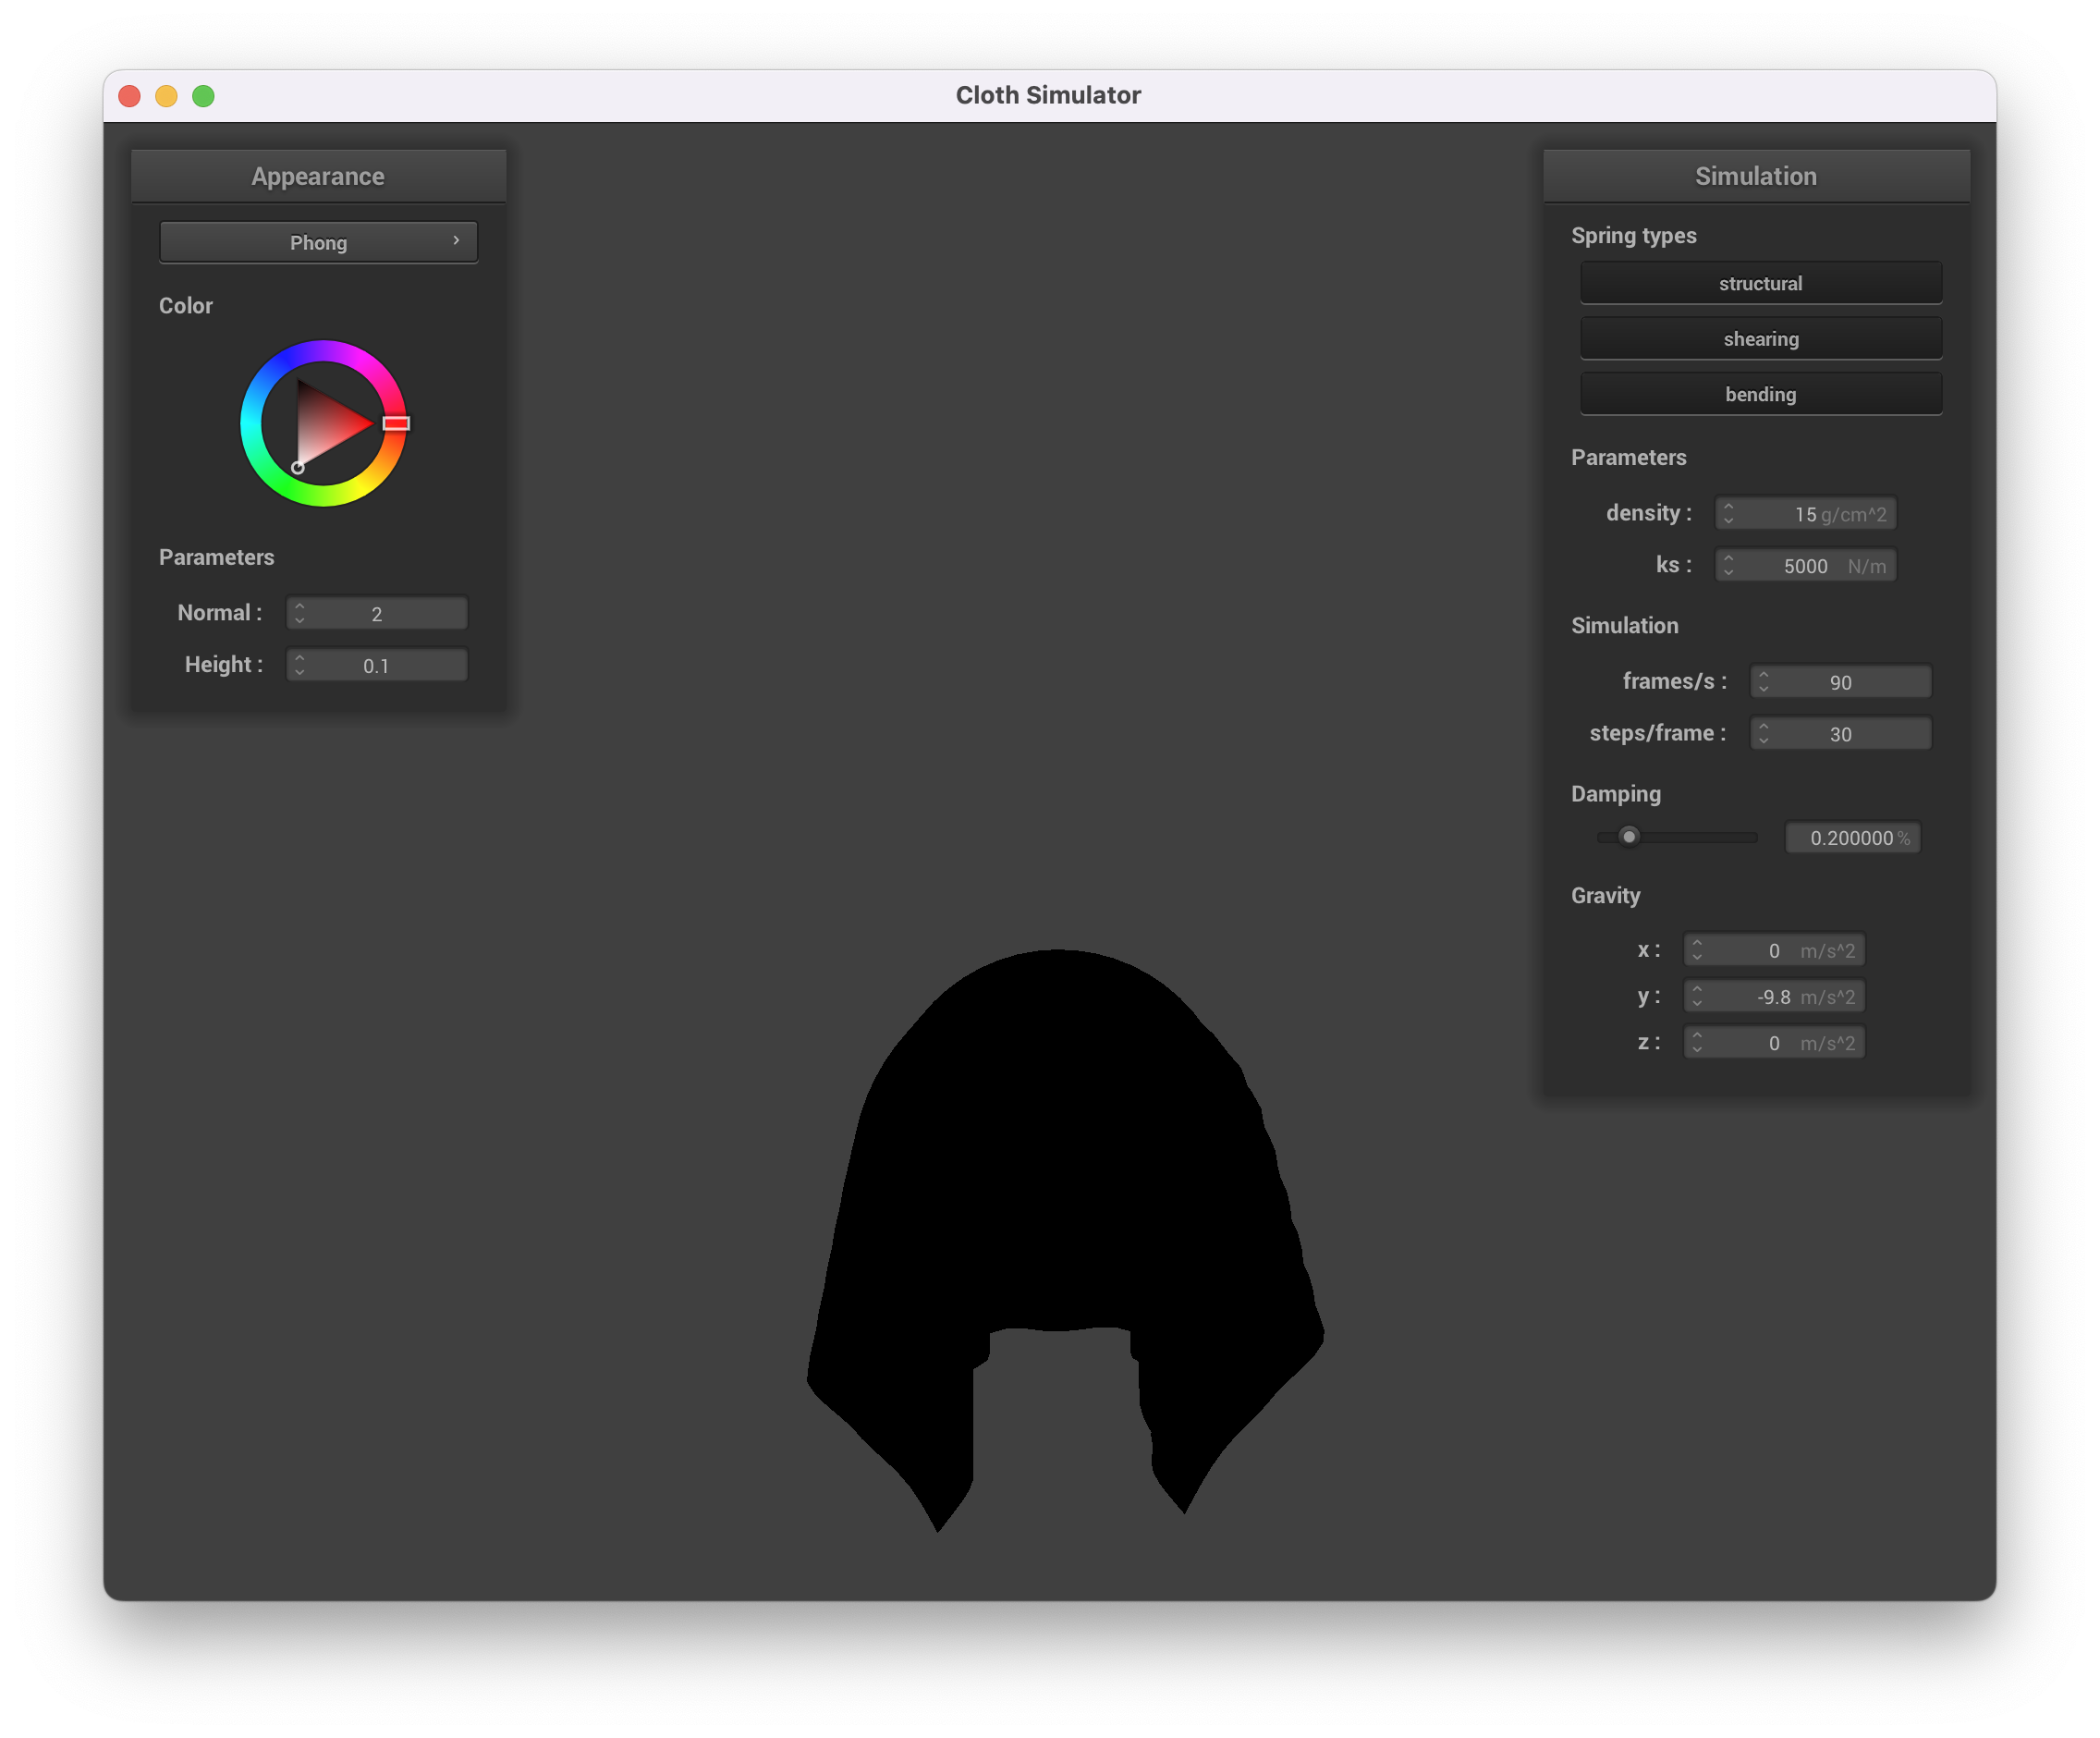 Cloth Simulator
Appearance
Phong
Color
Parameters
Normal : 2
Height : 0.1
Simulation
Spring types
structural
shearing
bending
Parameters
density : 15 g/cm^2
ks : 5000 N/m
Simulation
frames/s : 90
steps/frame : 30
Damping
0.200000 %
Gravity
x : 0 m/s^2
y : -9.8 m/s^2
z : 0 m/s^2